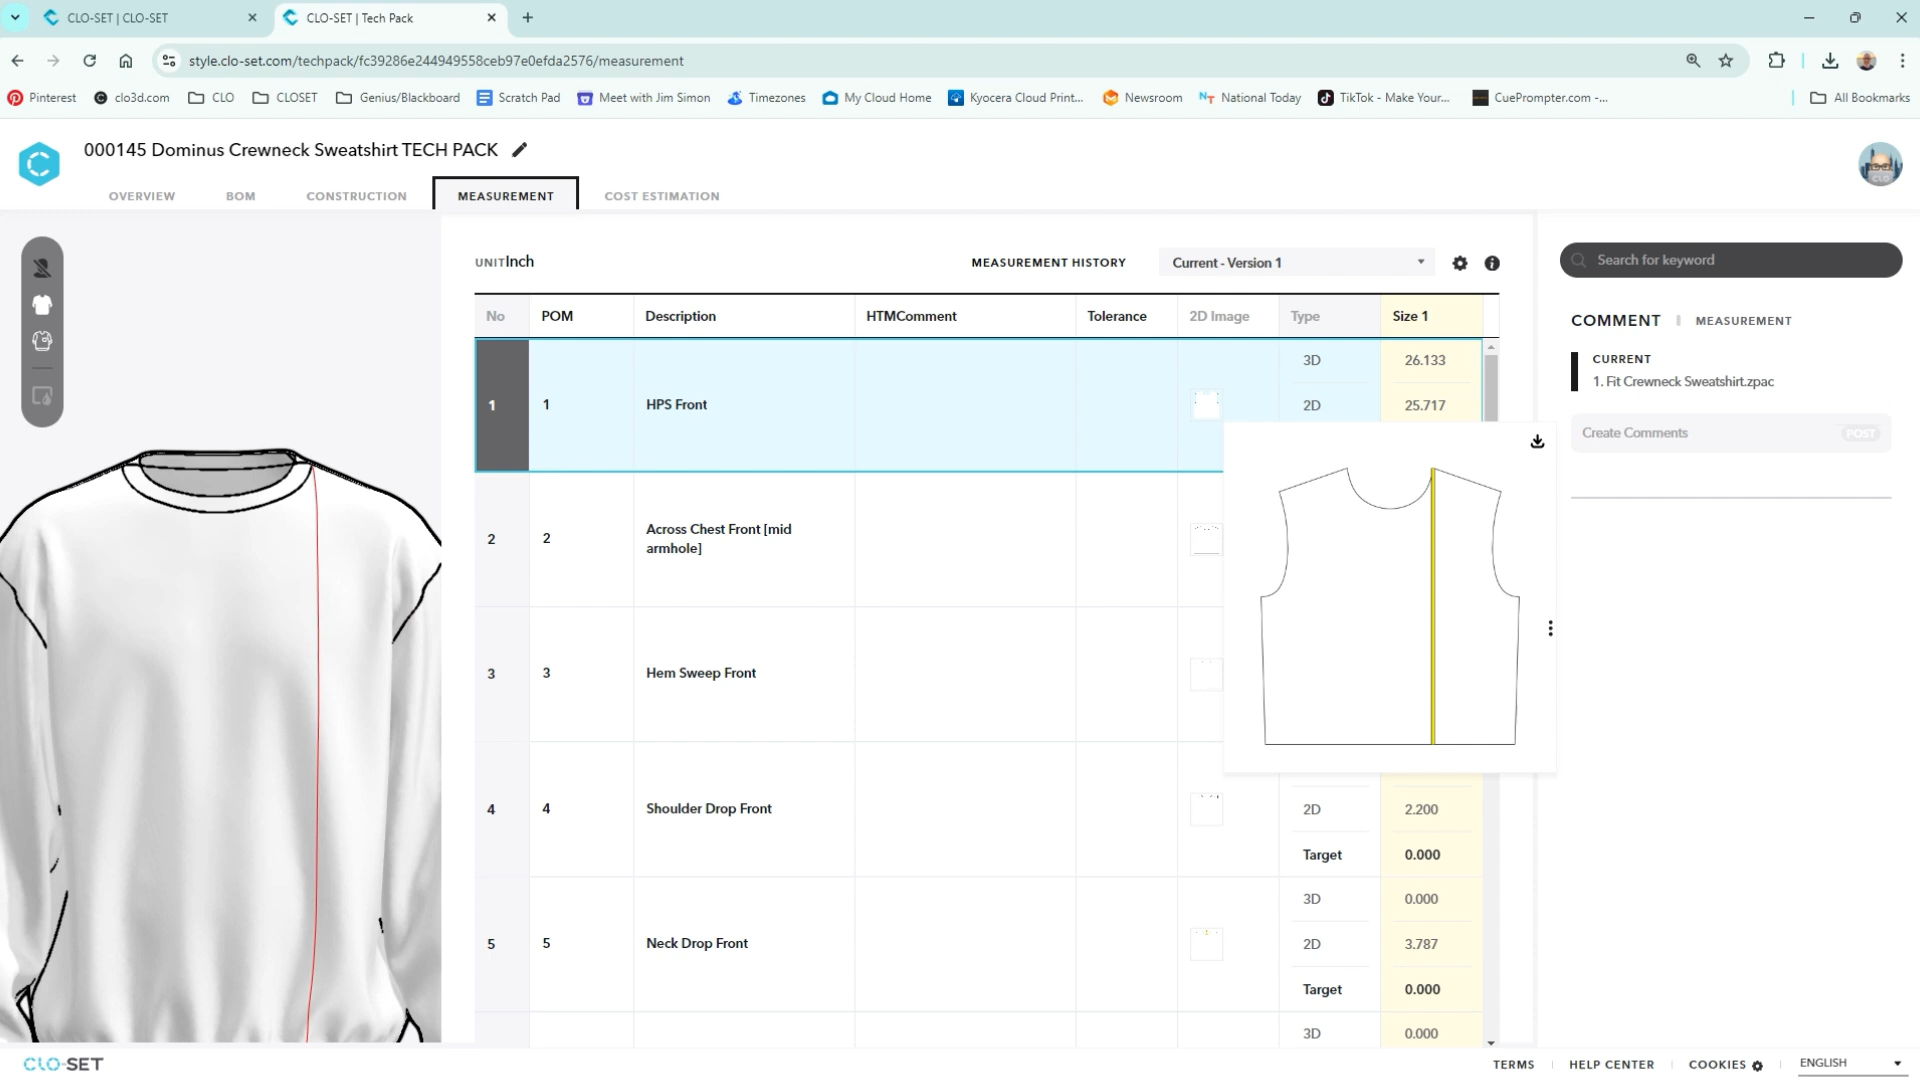 CLO-SET | CLO-SET
CLO-SET | Tech Pack
style.clo-set.com/techpack/fc39286e244949558ceb97e0efda2576/measurement
Pinterest
clo3d.com
CLO
CLOSET
Genius/Blackboard
Scratch Pad
Meet with Jim Simon
Timezones
My Cloud Home
Kyocera Cloud Print...
Newsroom
National Today
TikTok - Make Your...
CuePrompter.com -...
All Bookmarks
000145 Dominus Crewneck Sweatshirt TECH PACK
OVERVIEW
BOM
CONSTRUCTION
MEASUREMENT
COST ESTIMATION
UNIT Inch
MEASUREMENT HISTORY
Current - Version 1
No POM Description HTMComment Tolerance 2D Image Type Size 1
3D 26.133
1 1 HPS Front 2D 25.717
2 2 Across Chest Front [mid armhole]
3 3 Hem Sweep Front
4 4 Shoulder Drop Front 2D 2.200
Target 0.000
3D 0.000
5 5 Neck Drop Front 2D 3.787
Target 0.000
3D 0.000
Search for keyword
COMMENT | MEASUREMENT
CURRENT
1. Fit Crewneck Sweatshirt.zpac
Create Comments
POST
CLO-SET
TERMS
HELP CENTER
COOKIES
ENGLISH